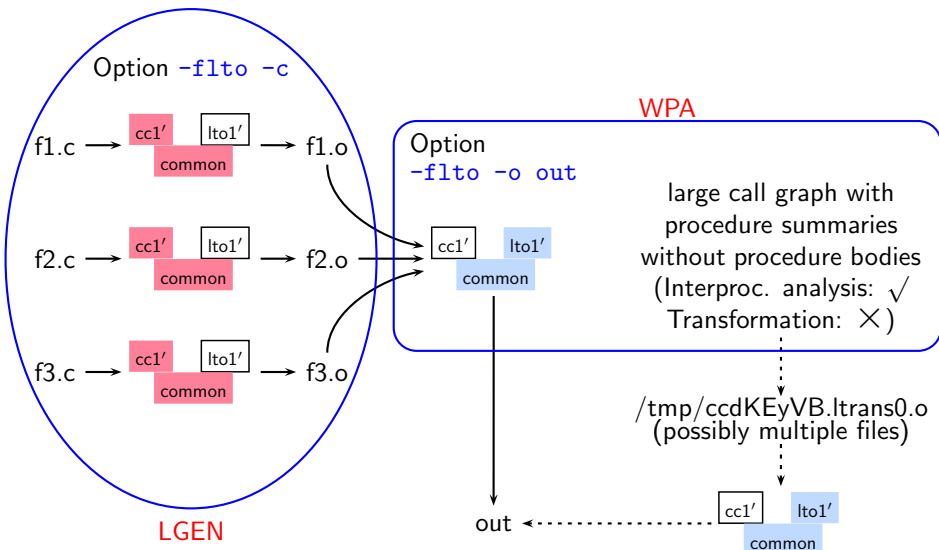 Option -flto -c
f1.c
cc1′
lto1′
common
f1.o
f2.c
cc1′
lto1′
common
f2.o
f3.c
cc1′
lto1′
common
f3.o
LGEN
WPA
Option
-flto -o out
cc1′
lto1′
common
large call graph with
procedure summaries
without procedure bodies
(Interproc. analysis: √
Transformation: ×)
/tmp/ccdKEyVB.ltrans0.o
(possibly multiple files)
cc1′
lto1′
common
out